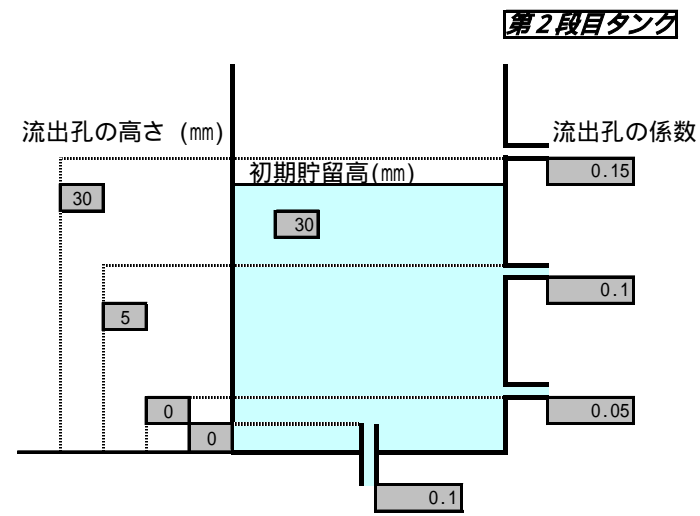 第2段目タンク
流出孔の高さ (mm)
流出孔の係数
初期貯留高(mm)
0.15
30
30
0.1
5
0
0.05
0
0.1